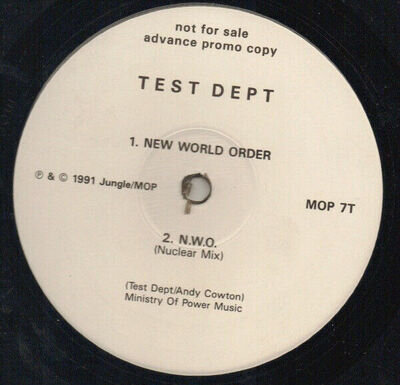 not for sale
advance promo copy
TEST DEPT
1. NEW WORLD ORDER
℗ & © 1991 Jungle/MOP
MOP 7T
2. N.W.O.
(Nuclear Mix)
(Test Dept/Andy Cowton)
Ministry Of Power Music